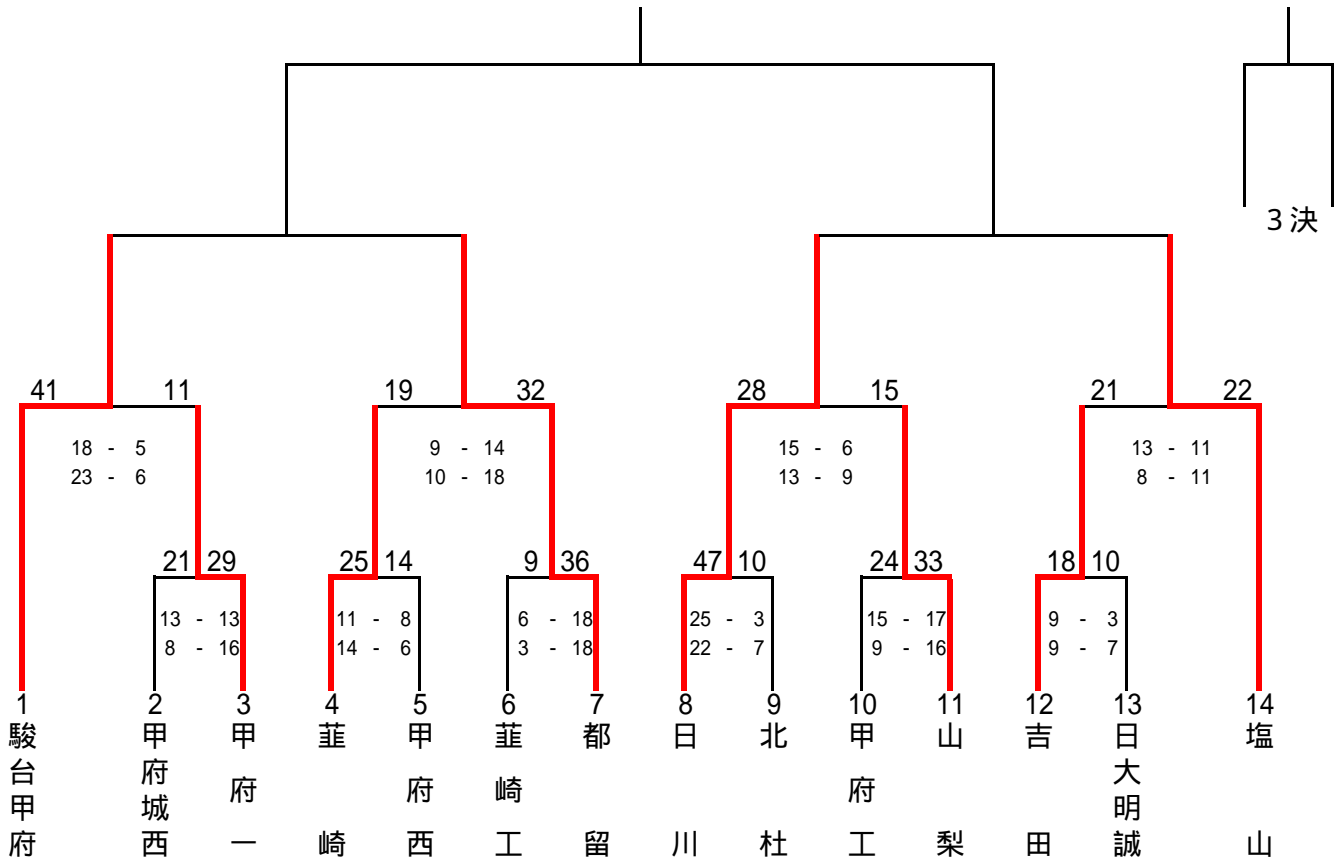 3決
41 11 19 32 28 15 21 22
18 - 5 9 - 14 15 - 6 13 - 11
23 - 6 10 - 18 13 - 9 8 - 11
21 29 25 14 9 36 47 10 24 33 18 10
13 - 13 11 - 8 6 - 18 25 - 3 15 - 17 9 - 3
8 - 16 14 - 6 3 - 18 22 - 7 9 - 16 9 - 7
1 2 3 4 5 6 7 8 9 10 11 12 13 14
駿台甲府
甲府城西
甲府一
韮崎
甲府西
韮崎工
都留
日川
北杜
甲府工
山梨
吉田
日大明誠
塩山